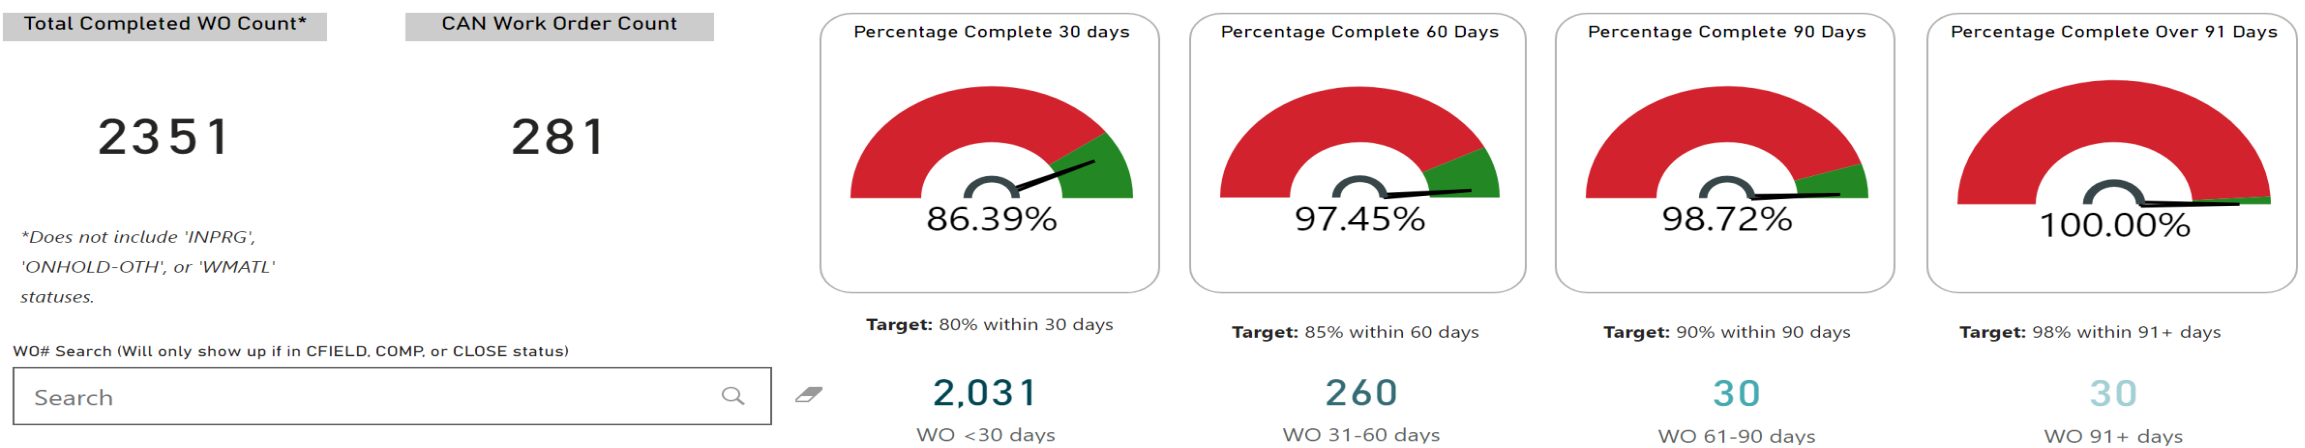 Total Completed WO Count*
CAN Work Order Count
2351
281
*Does not include 'INPRG',
'ONHOLD-OTH', or 'WMATL'
statuses.
WO# Search (Will only show up if in CFIELD, COMP, or CLOSE status)
Search
Percentage Complete 30 days
86.39%
Target: 80% within 30 days
2,031
WO <30 days
Percentage Complete 60 Days
97.45%
Target: 85% within 60 days
260
WO 31-60 days
Percentage Complete 90 Days
98.72%
Target: 90% within 90 days
30
WO 61-90 days
Percentage Complete Over 91 Days
100.00%
Target: 98% within 91+ days
30
WO 91+ days